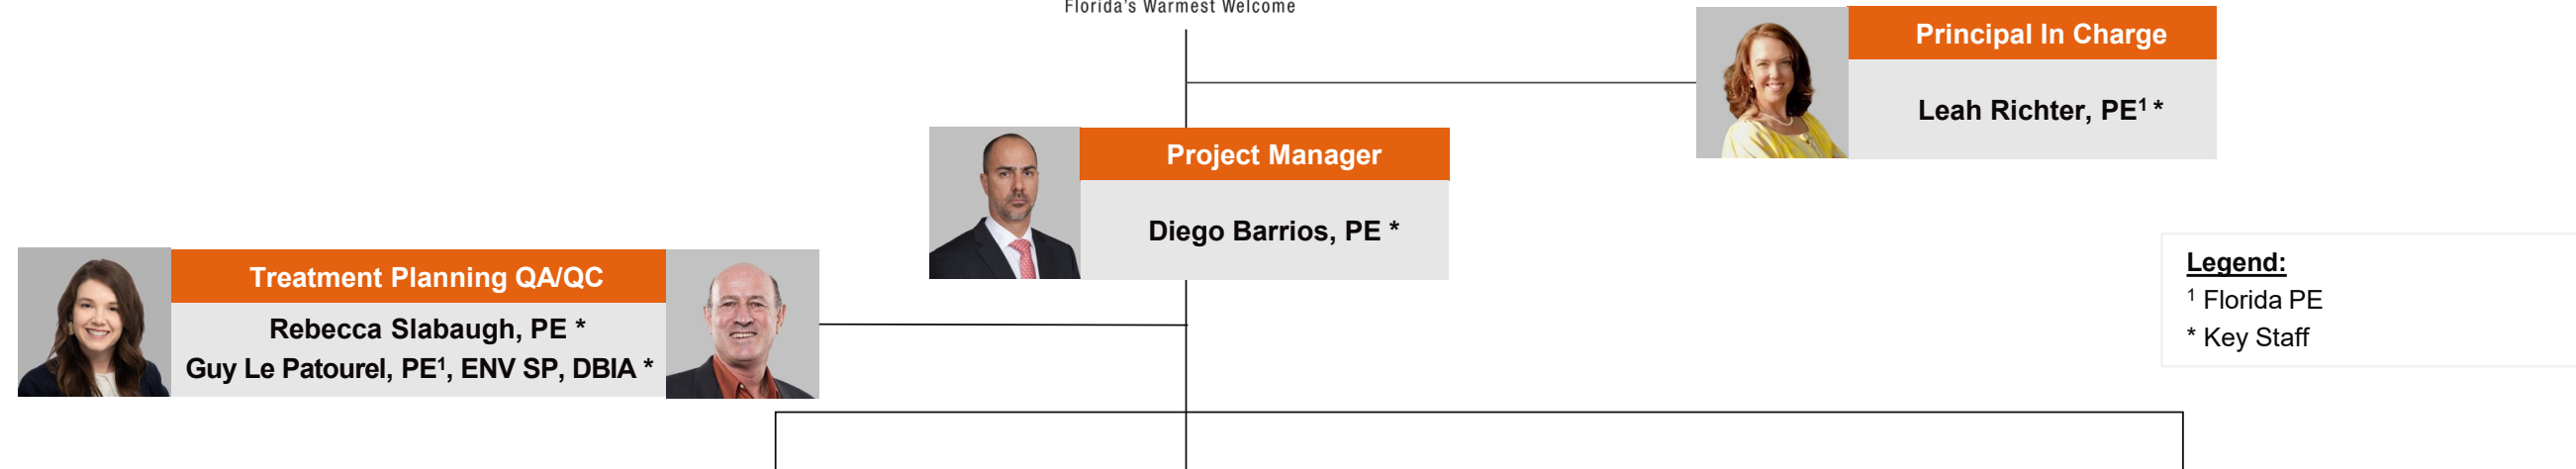 Florida's Warmest Welcome
Principal In Charge
Leah Richter, PE¹ *
Project Manager
Diego Barrios, PE *
Treatment Planning QA/QC
Rebecca Slabaugh, PE *
Guy Le Patourel, PE¹, ENV SP, DBIA *
Legend:
¹ Florida PE
* Key Staff